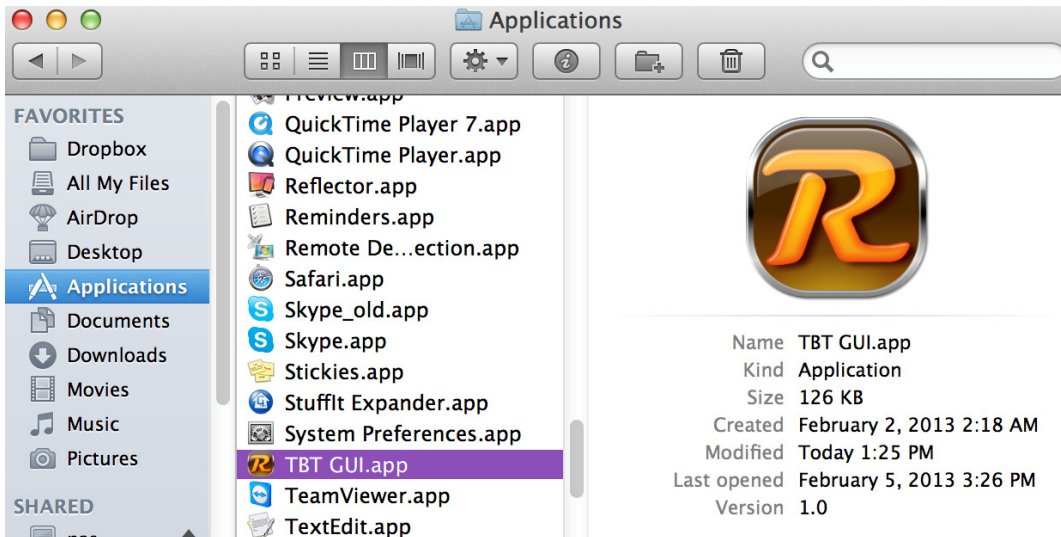 Applications
FAVORITES
Dropbox
All My Files
AirDrop
Desktop
Applications
Documents
Downloads
Movies
Music
Pictures
SHARED
Preview.app
QuickTime Player 7.app
QuickTime Player.app
Reflector.app
Reminders.app
Remote De...ection.app
Safari.app
Skype_old.app
Skype.app
Stickies.app
StuffIt Expander.app
System Preferences.app
TBT GUI.app
TeamViewer.app
TextEdit.app
R
Name TBT GUI.app
Kind Application
Size 126 KB
Created February 2, 2013 2:18 AM
Modified Today 1:25 PM
Last opened February 5, 2013 3:26 PM
Version 1.0